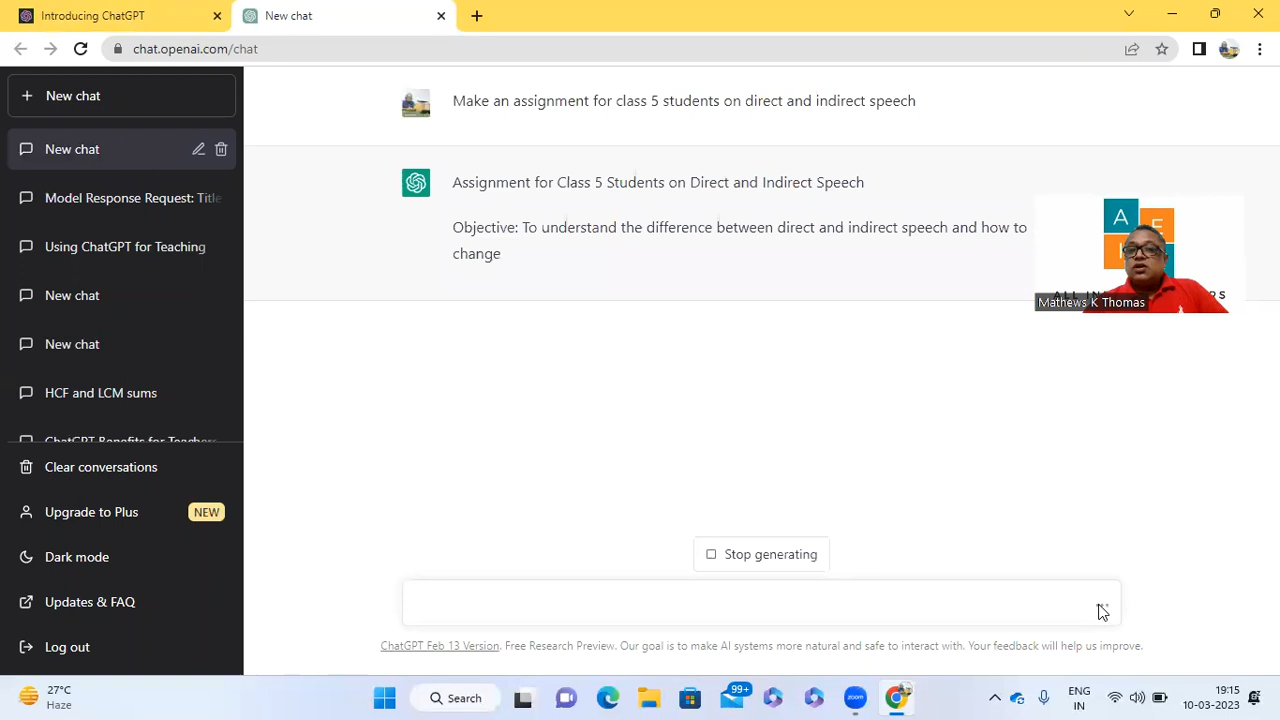 Introducing ChatGPT
New chat
chat.openai.com/chat
New chat
New chat
Model Response Request: Title
Using ChatGPT for Teaching
New chat
New chat
HCF and LCM sums
ChatGPT Benefits for Teachers
Clear conversations
Upgrade to Plus NEW
Dark mode
Updates & FAQ
Log out
Make an assignment for class 5 students on direct and indirect speech
Assignment for Class 5 Students on Direct and Indirect Speech
Objective: To understand the difference between direct and indirect speech and how to
change
A E
Mathews K Thomas
Stop generating
ChatGPT Feb 13 Version. Free Research Preview. Our goal is to make AI systems more natural and safe to interact with. Your feedback will help us improve.
27°C
Haze
Search
99+
zoom
ENG
IN
19:15
10-03-2023